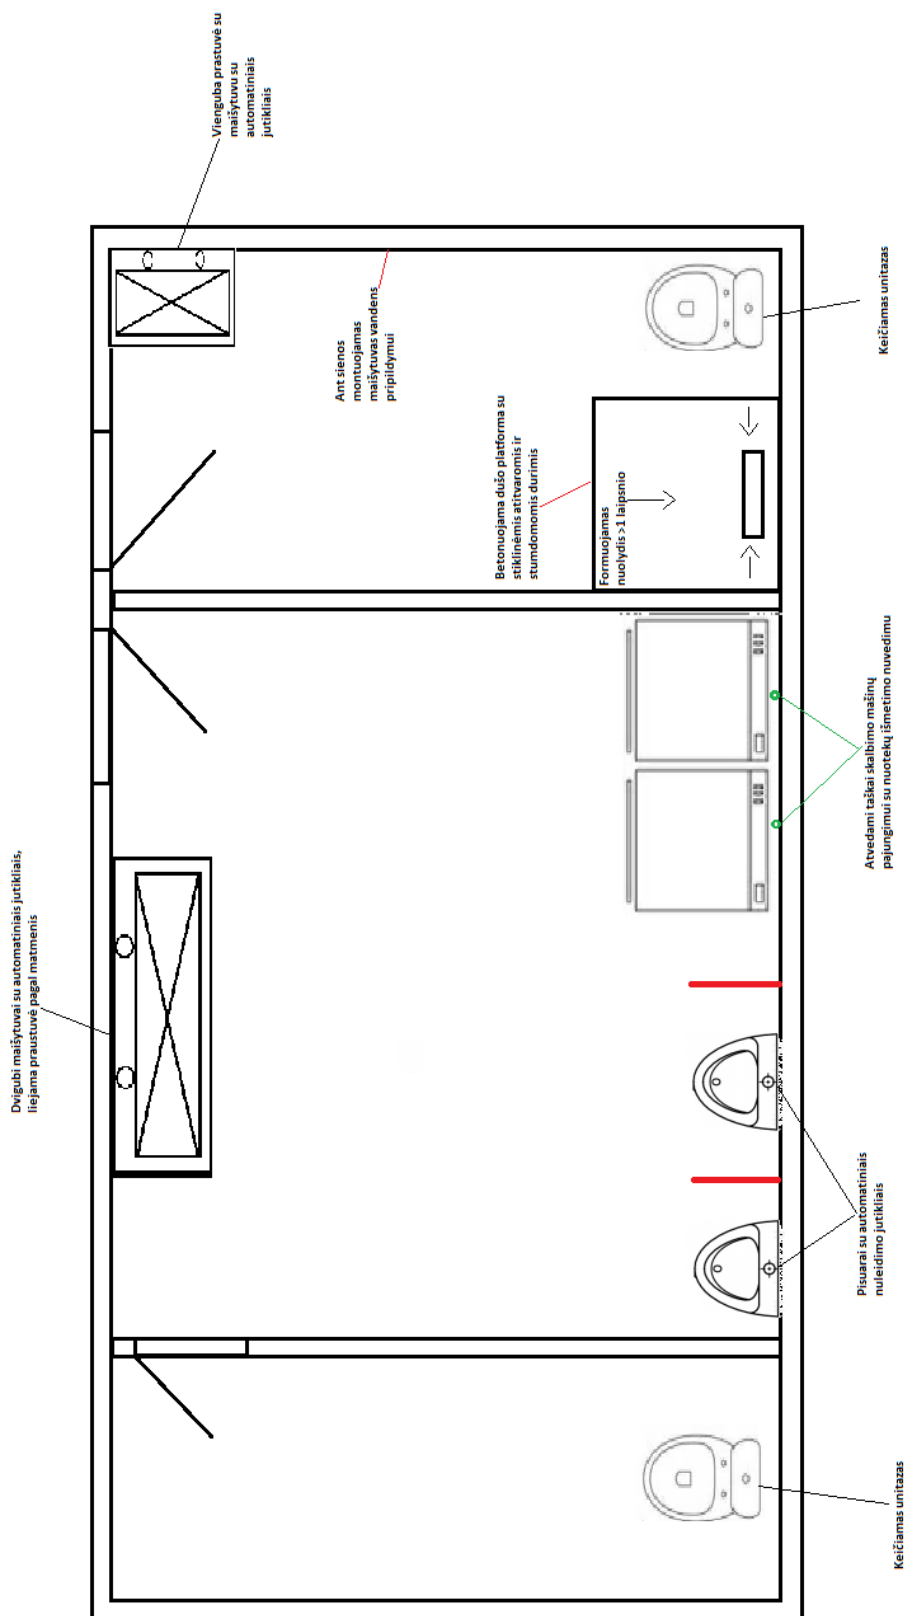 Vienguba prastuvė su
maišytuvu su
automatiniais
jutikliais
Ant sienos
montuojamas
maišytuvas vandens
pripildymui
Keičiamas unitazas
Betonuojama dušo platforma su
stiklinėmis atitvaromis ir
stumdomomis durimis
Formuojamas
nuolydis >1 laipsnio
Dvigubi maišytuvai su automatiniais jutikliais,
liejama praustuvė pagal matmenis
Atvedami taškai skalbimo mašinų
pajungimui su nuotekų išmetimo nuvedimu
Pisuarai su automatiniais
nuleidimo jutikliais
Keičiamas unitazas